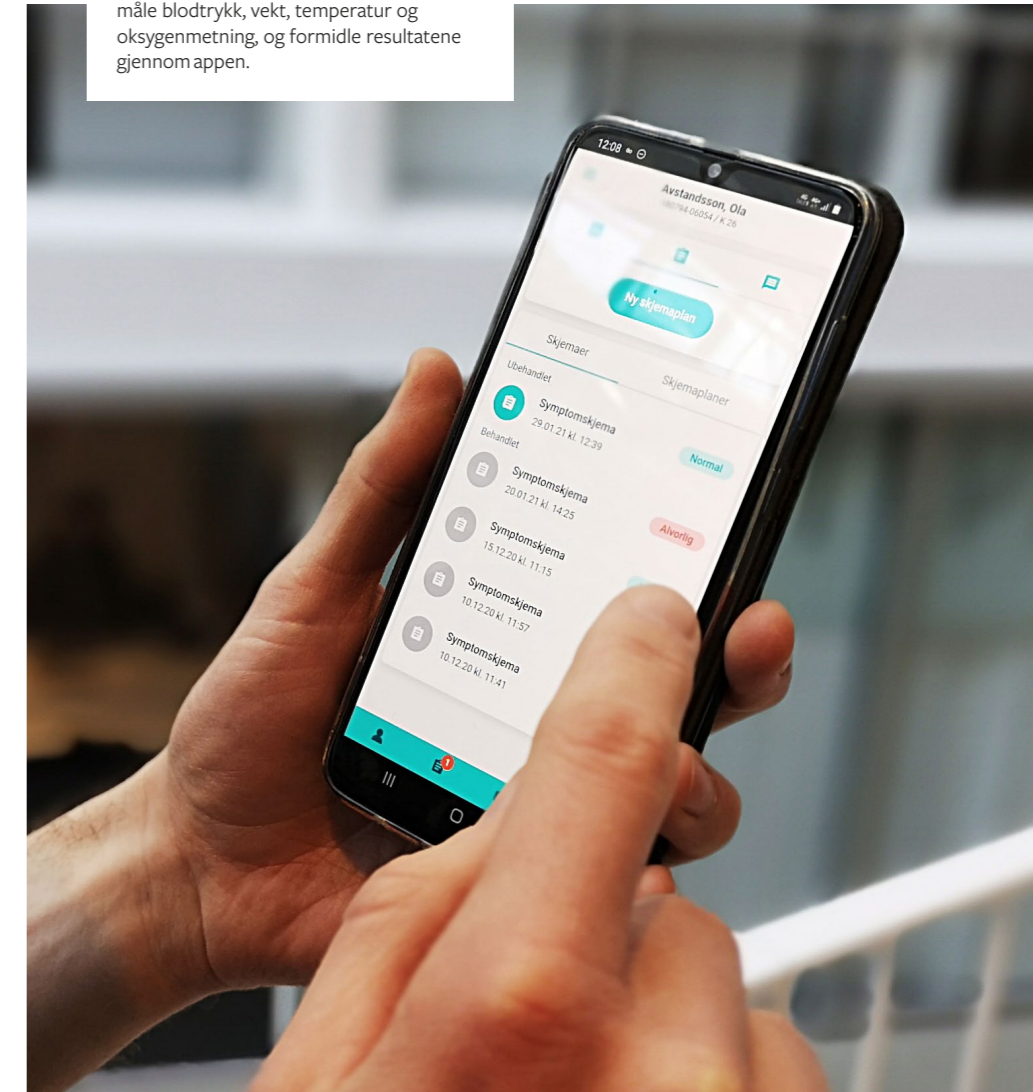 måle blodtrykk, vekt, temperatur og
oksygenmetning, og formidle resultatene
gjennom appen.
12:08
Avstandsson, Ola
Ny skjemaplan
Skjemaer
Skjemaplaner
Ubehandlet
Symptomskjema
29.01.21 kl. 12:39
Normal
Behandlet
Symptomskjema
20.01.21 kl. 14:25
Alvorlig
Symptomskjema
15.12.20 kl. 11:15
Symptomskjema
10.12.20 kl. 11:57
Symptomskjema
10.12.20 kl. 11:41
1